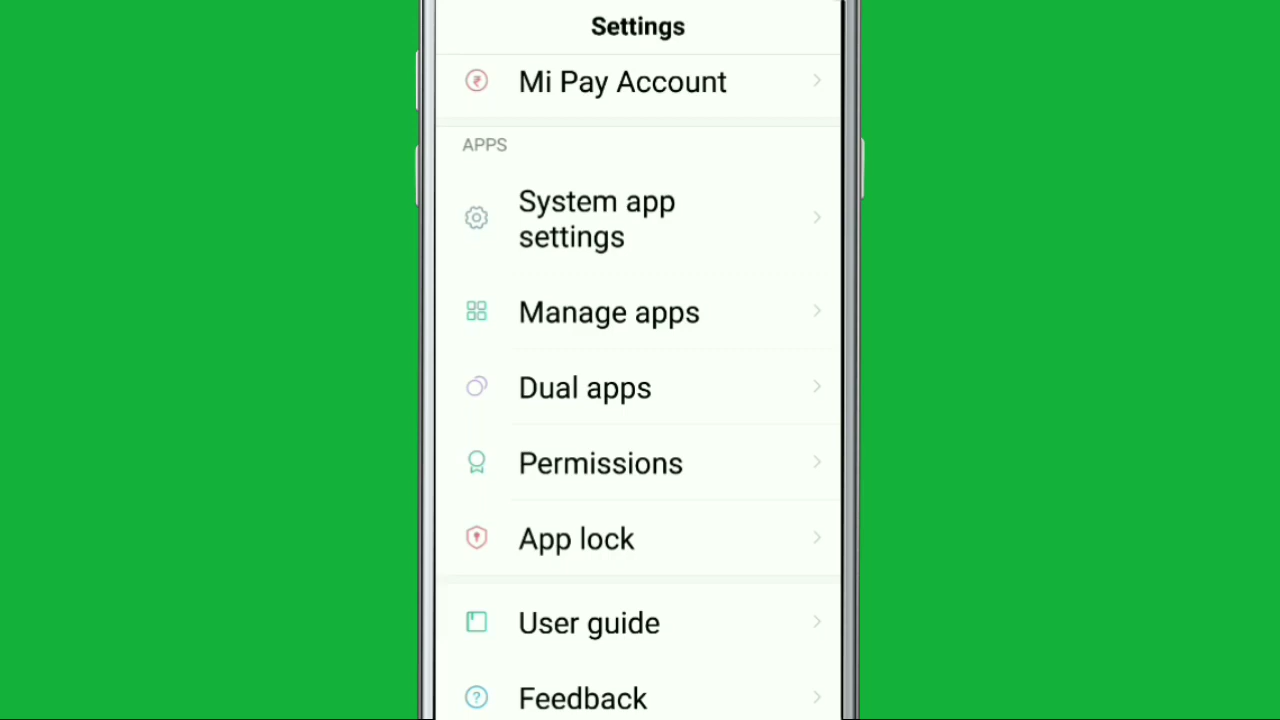 Settings
Mi Pay Account
APPS
System app
settings
Manage apps
Dual apps
Permissions
App lock
User guide
Feedback